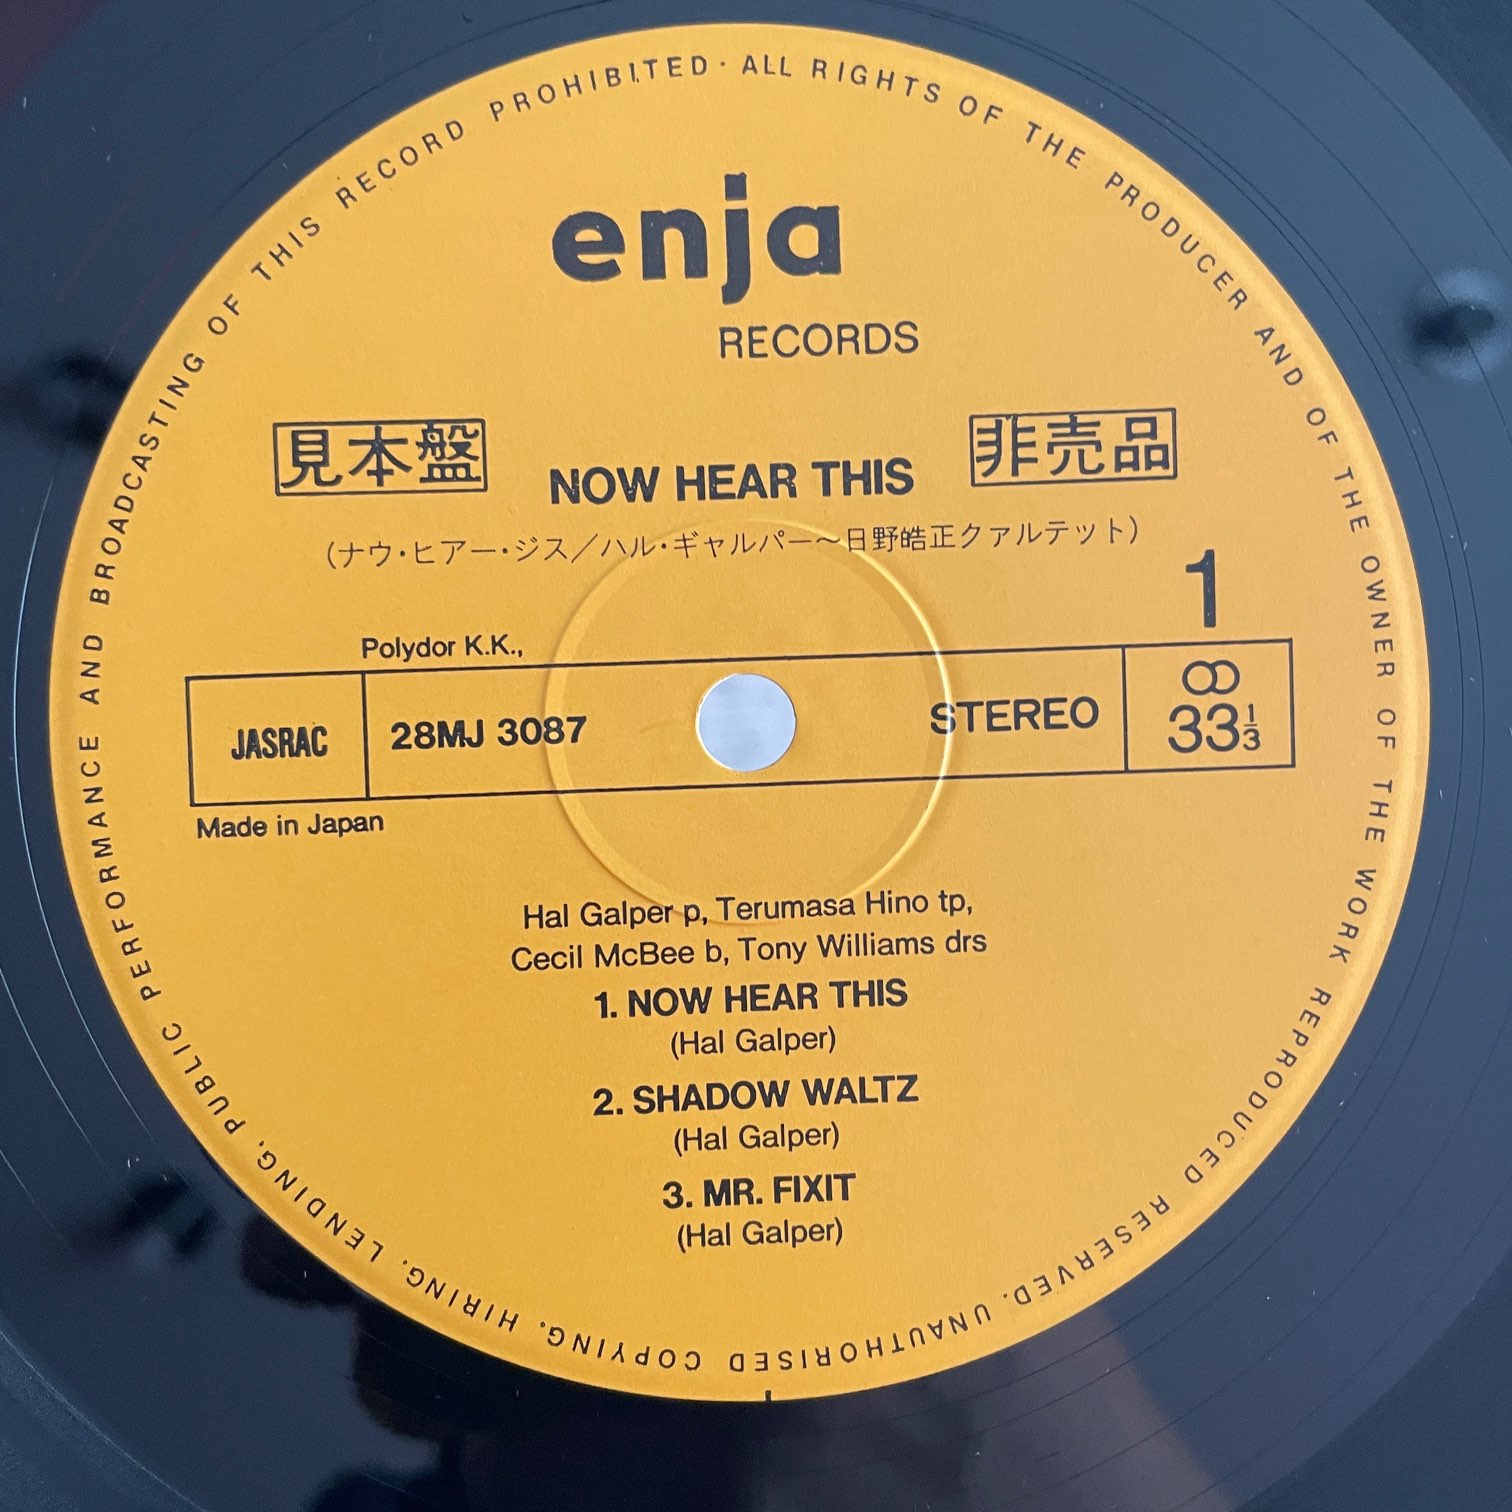 ALL RIGHTS OF THE PRODUCER AND OF THE OWNER OF THE WORK REPRODUCED RESERVED. UNAUTHORISED COPYING, HIRING, LENDING, PUBLIC PERFORMANCE AND BROADCASTING OF THIS RECORD PROHIBITED ·
enja
RECORDS
見本盤 NOW HEAR THIS 非売品
(ナウ・ヒアー・ジス／ハル・ギャルパー〜日野皓正クァルテット)
1
Polydor K.K.,
JASRAC 28MJ 3087 STEREO 33⅓
Made in Japan
Hal Galper p, Terumasa Hino tp,
Cecil McBee b, Tony Williams drs
1. NOW HEAR THIS
(Hal Galper)
2. SHADOW WALTZ
(Hal Galper)
3. MR. FIXIT
(Hal Galper)